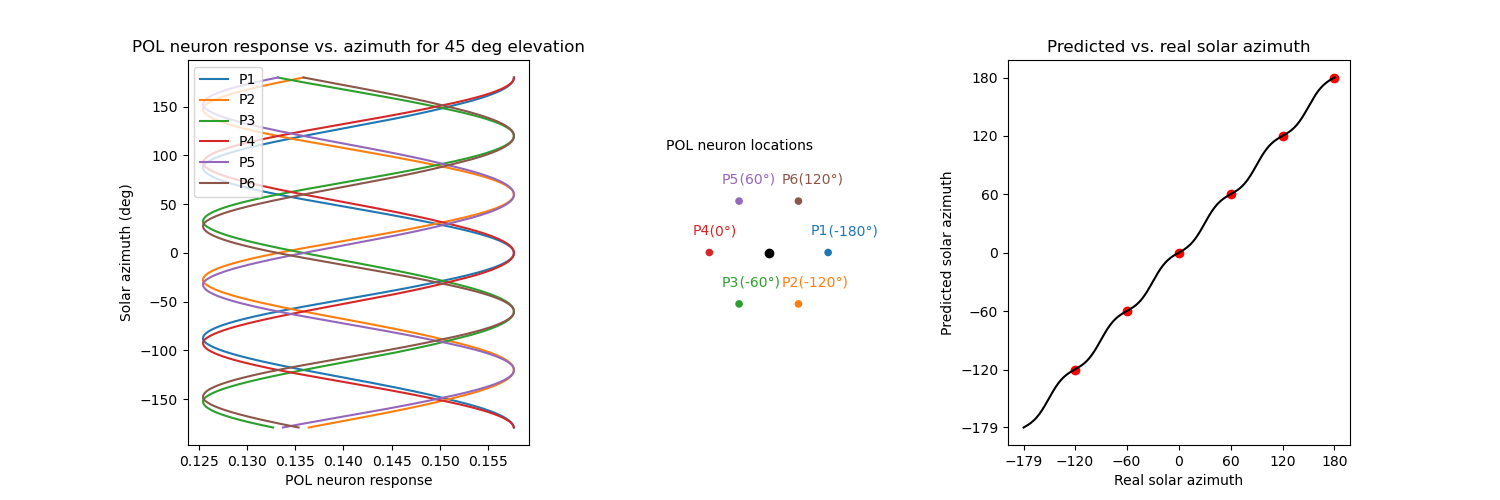 POL neuron response vs. azimuth for 45 deg elevation
P1
P2
P3
P4
P5
P6
150
100
50
0
−50
−100
−150
Solar azimuth (deg)
0.125 0.130 0.135 0.140 0.145 0.150 0.155
POL neuron response
POL neuron locations
P5(60°) P6(120°)
P4(0°) P1(-180°)
P3(-60°) P2(-120°)
Predicted vs. real solar azimuth
180
120
60
0
−60
−120
−179
Predicted solar azimuth
−179 −120 −60 0 60 120 180
Real solar azimuth